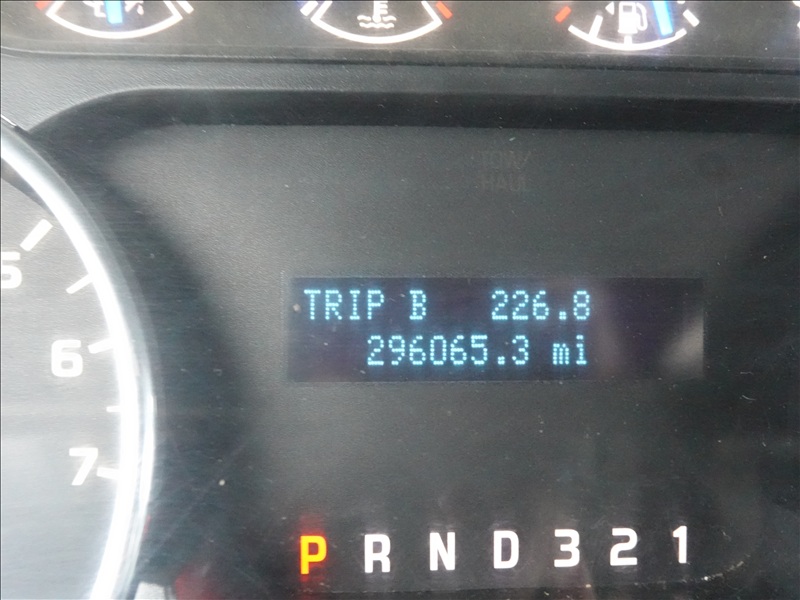 TOW/
HAUL
TRIP B 226.8
296065.3 mi
5
6
7
P R N D 3 2 1